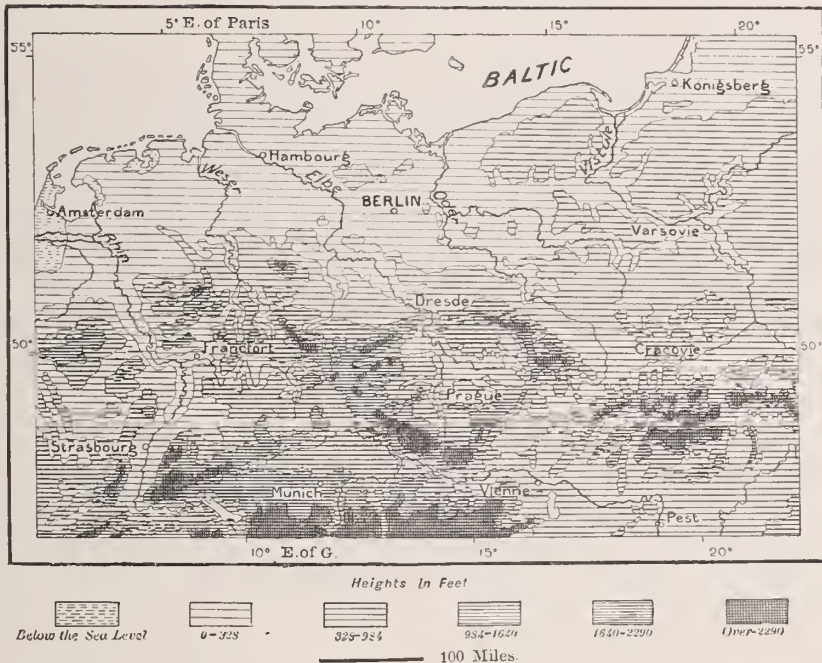 5° E. of Paris 10° 15° 20°
55° 55°
BALTIC
Königsberg
Hambourg
Weser
Elbe
Vistule
BERLIN
Oder
Amsterdam
Varsovie
Rhin
Dresde
50° Francfort Cracovie 50°
Prague
Strasbourg
Munich Vienne
Pest
10° E. of G. 15° 20°
Heights In Feet
Below the Sea Level 0-328 328-984 984-1640 1640-2290 Over-2290
100 Miles.